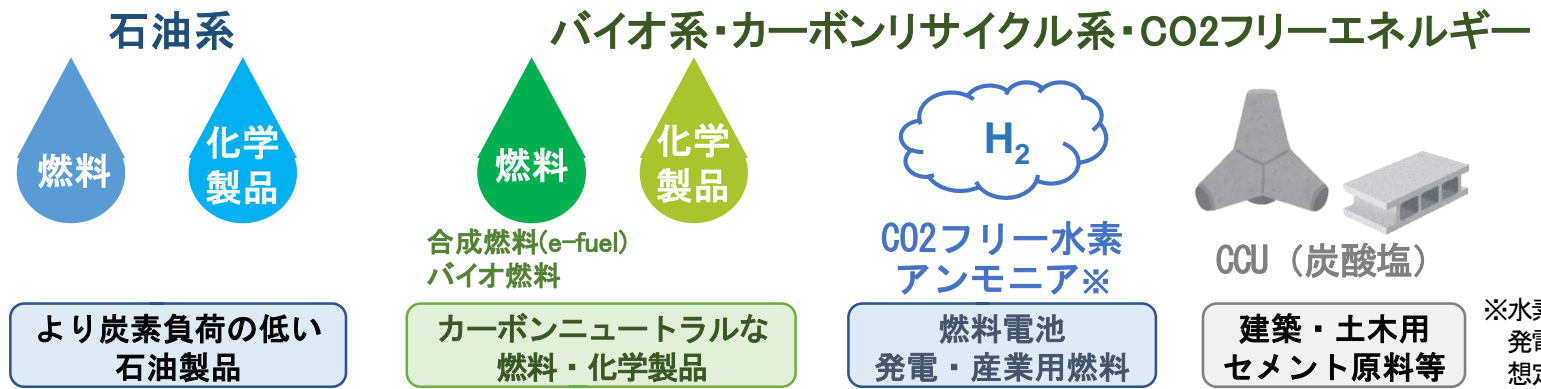 石油系
バイオ系・カーボンリサイクル系・CO2フリーエネルギー
燃料
化学
製品
燃料
化学
製品
H2
合成燃料(e-fuel)
バイオ燃料
CO2フリー水素
アンモニア※
CCU（炭酸塩）
より炭素負荷の低い
石油製品
カーボンニュートラルな
燃料・化学製品
燃料電池
発電・産業用燃料
建築・土木用
セメント原料等
※水素
発電
想定